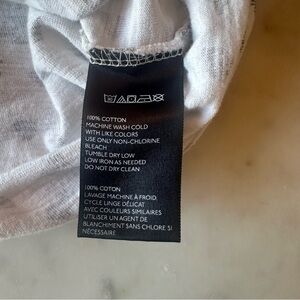 100% COTTON
MACHINE WASH COLD
WITH LIKE COLORS
USE ONLY NON-CHLORINE
BLEACH
TUMBLE DRY LOW
LOW IRON AS NEEDED
DO NOT DRY CLEAN
100% COTON
LAVAGE MACHINE À FROID
CYCLE LINGE DÉLICAT
AVEC COULEURS SIMILAIRES
UTILISER UN AGENT DE
BLANCHIMENT SANS CHLORE SI
NÉCESSAIRE